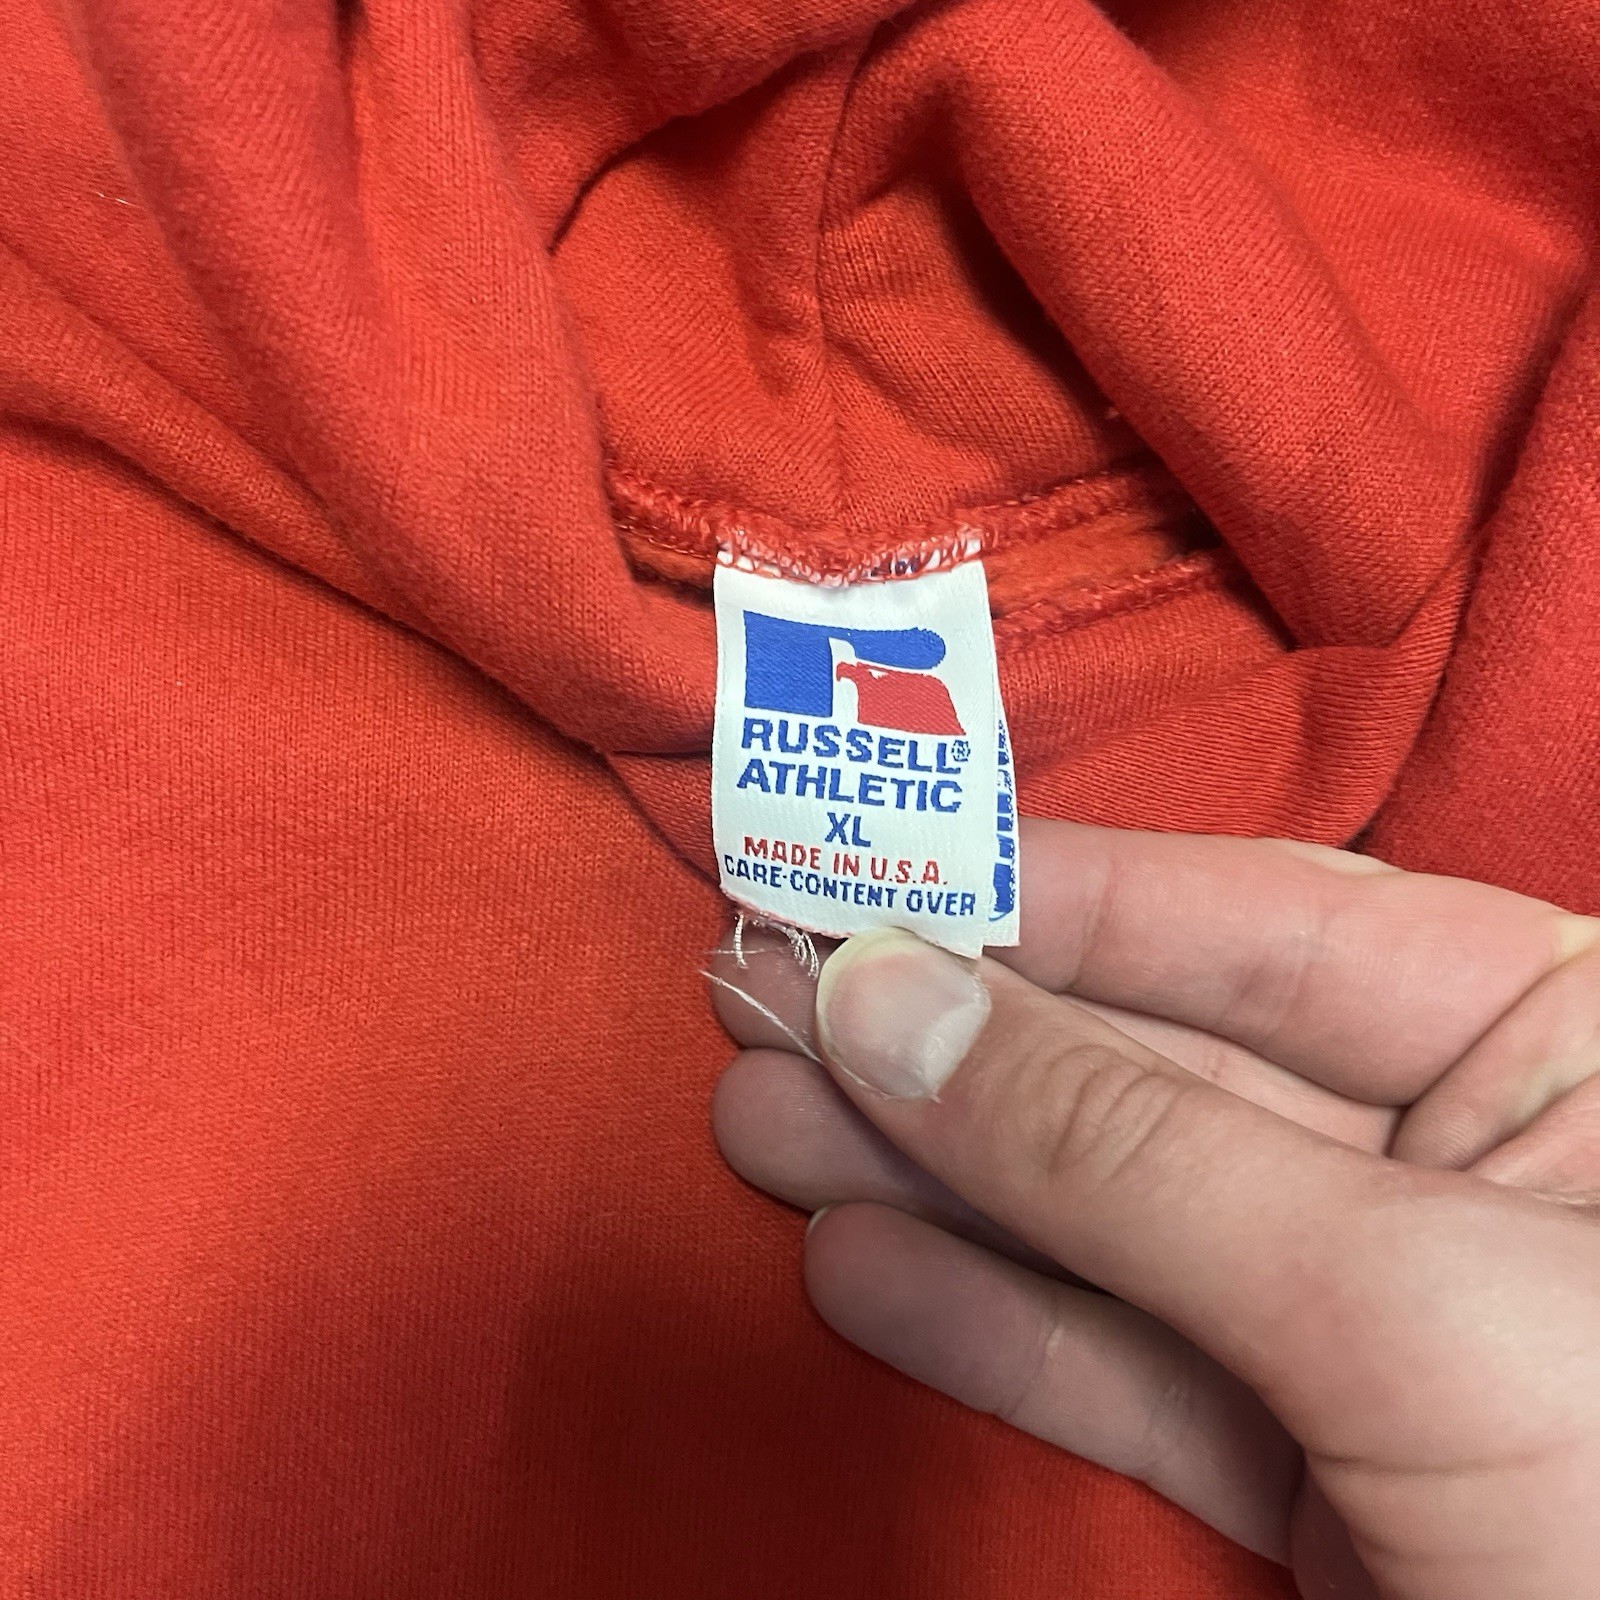 RUSSELL®
ATHLETIC
XL
MADE IN U.S.A.
CARE-CONTENT OVER